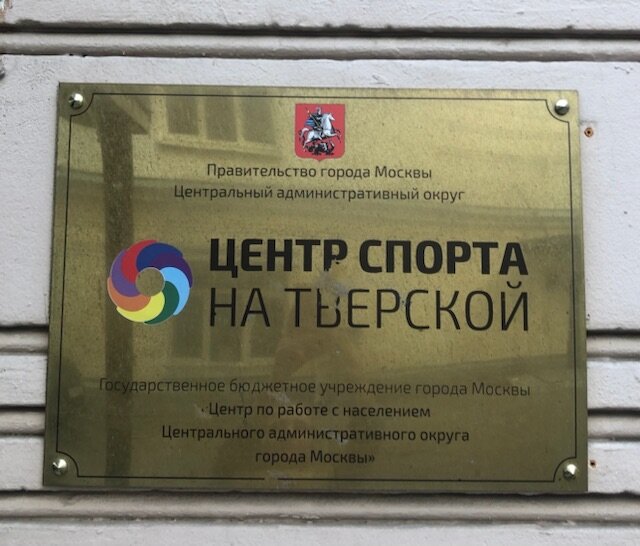 Правительство города Москвы
Центральный административный округ
ЦЕНТР СПОРТА
НА ТВЕРСКОЙ
Государственное бюджетное учреждение города Москвы
«Центр по работе с населением
Центрального административного округа
города Москвы»